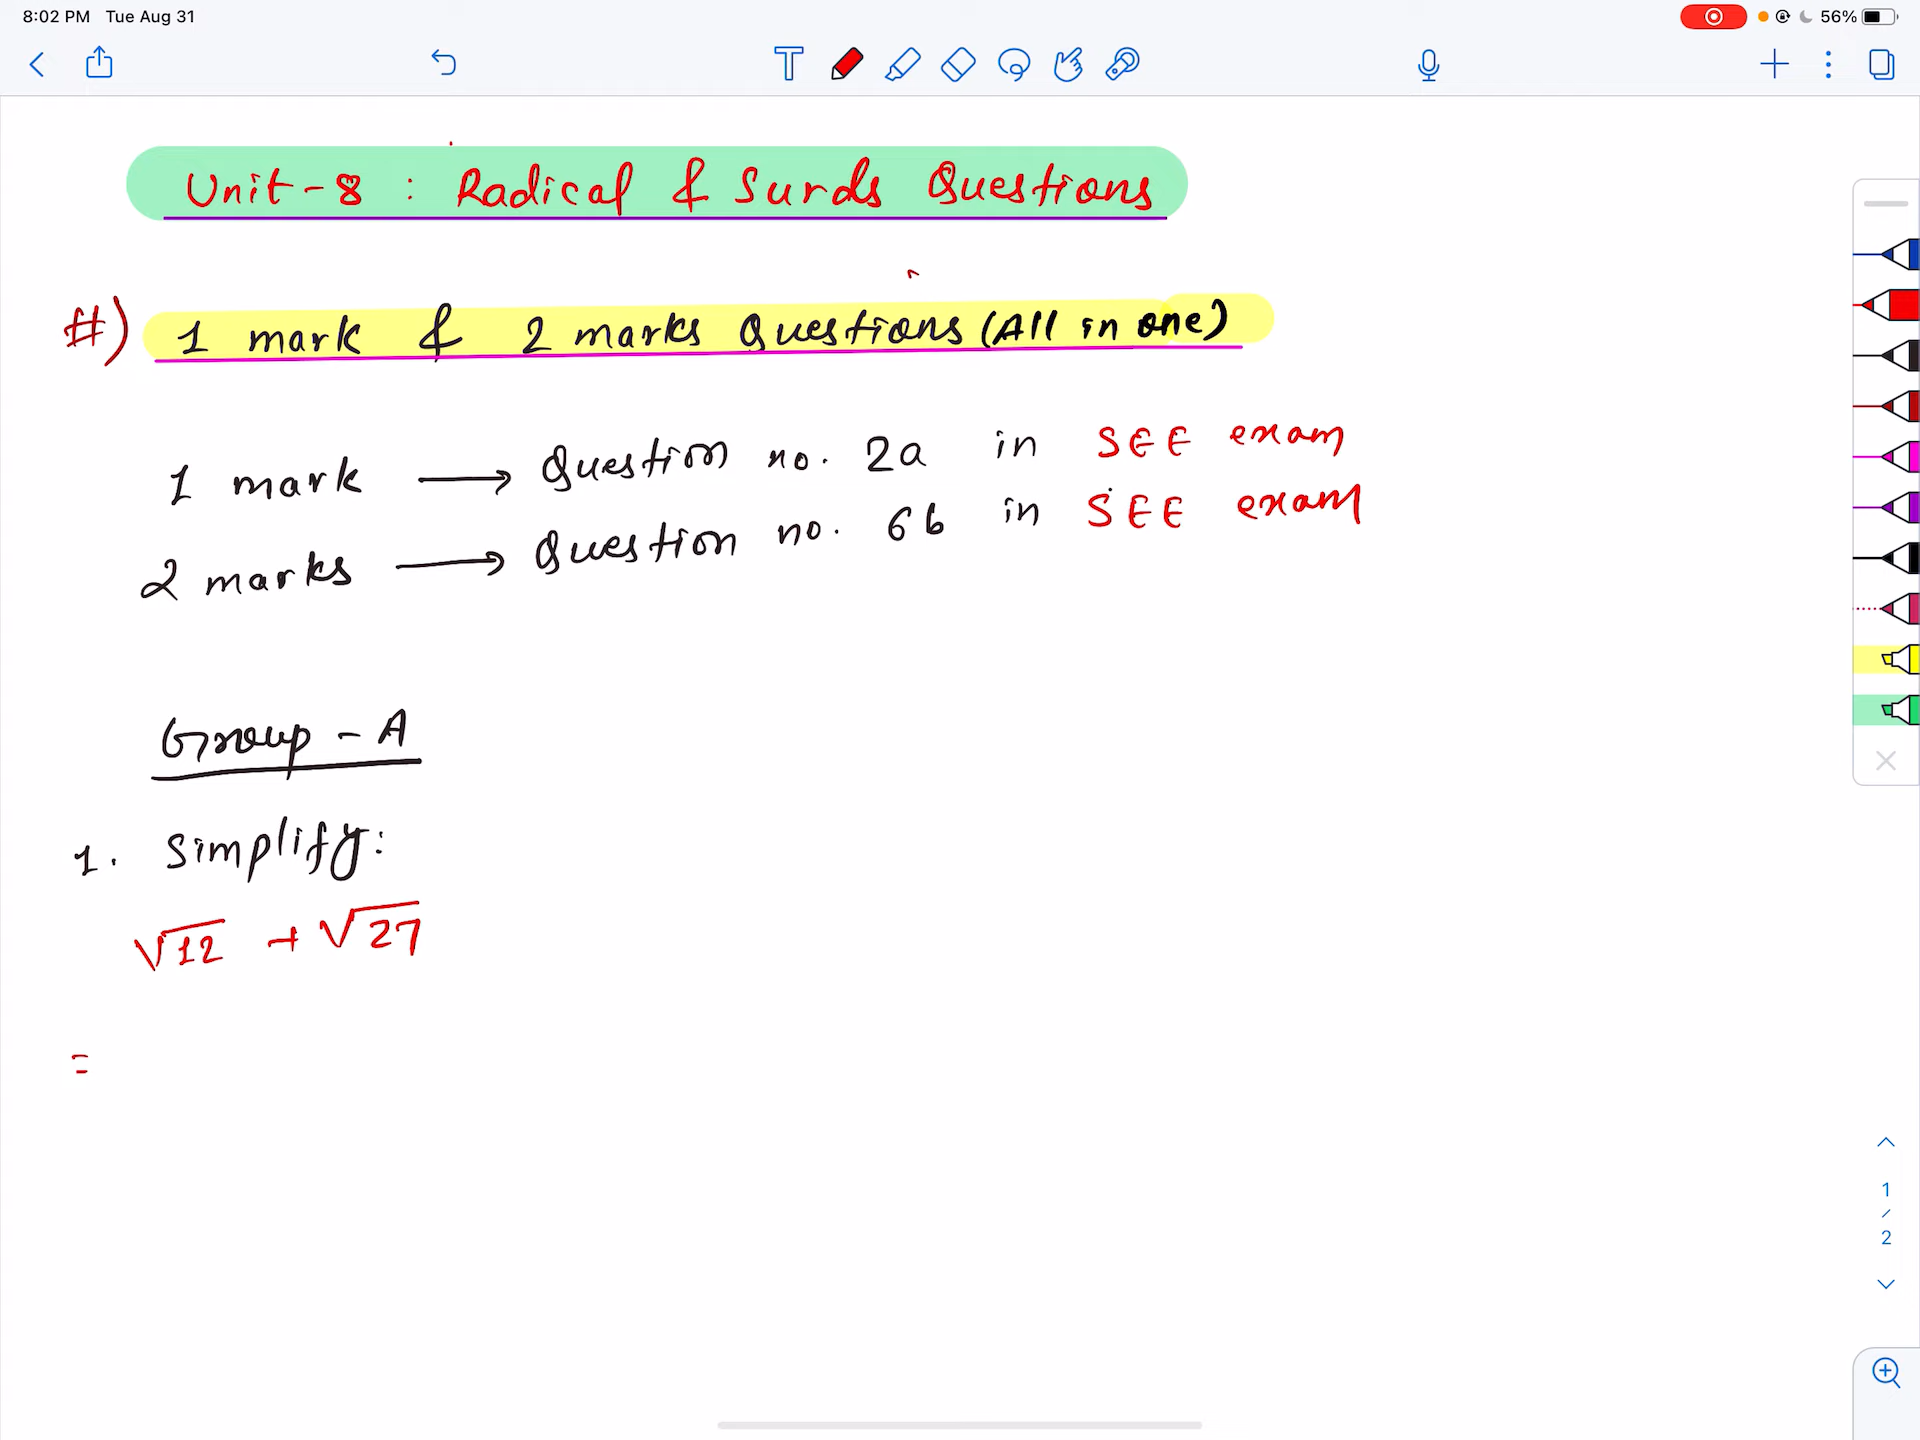 8:02 PM Tue Aug 31
56%
Unit-8 : Radical & Surds Questions
#) 1 mark & 2 marks Questions (All in one)
1 mark → Question no. 2a in SEE exam
2 marks → Question no. 6b in SEE exam
Group - A
1. Simplify:
√12 + √27
=
1
/
2